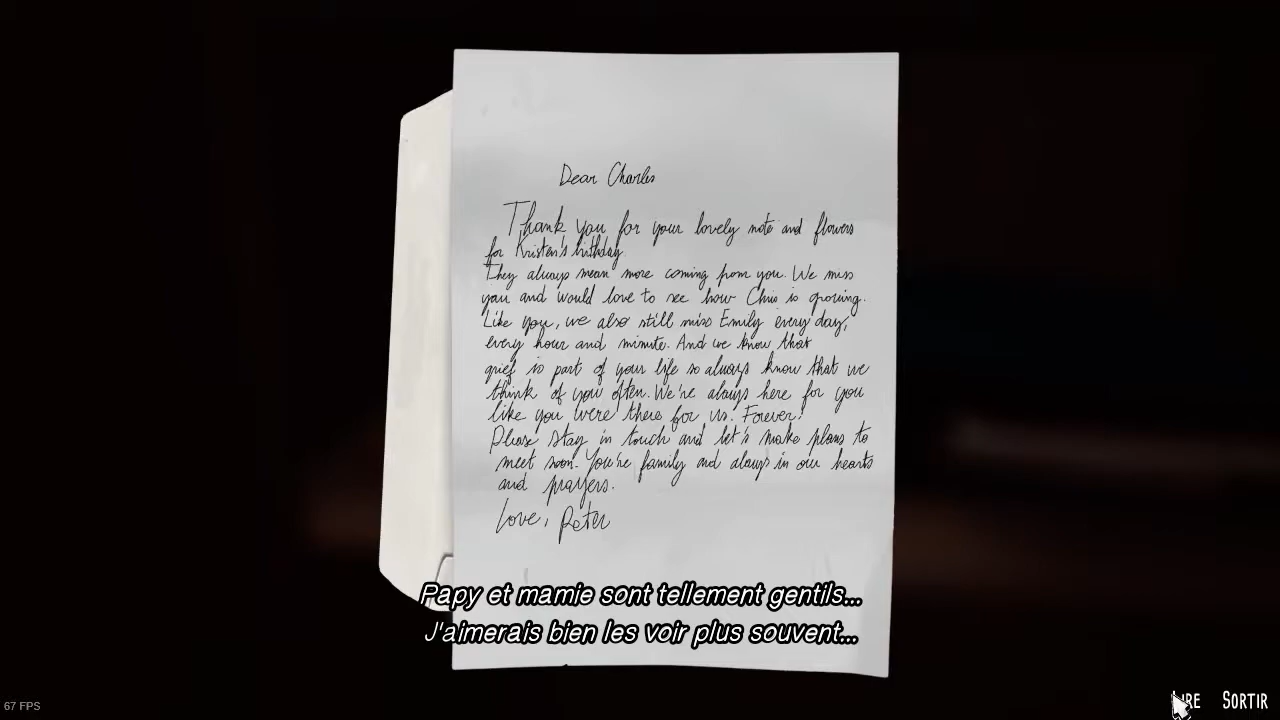 Dear Charles
Thank you for your lovely note and flowers
for Kristen's birthday.
They always mean more coming from you. We miss
you and would love to see how Chris is growing.
Like you, we also still miss Emily every day,
every hour and minute. And we know that
grief is part of your life so always know that we
think of you often. We're always here for you
like you were there for us. Forever!
Please stay in touch and let's make plans to
meet soon. You're family and always in our hearts
and prayers.
Love, Peter
Papy et mamie sont tellement gentils...
J'aimerais bien les voir plus souvent...
67 FPS
LIRE SORTIR